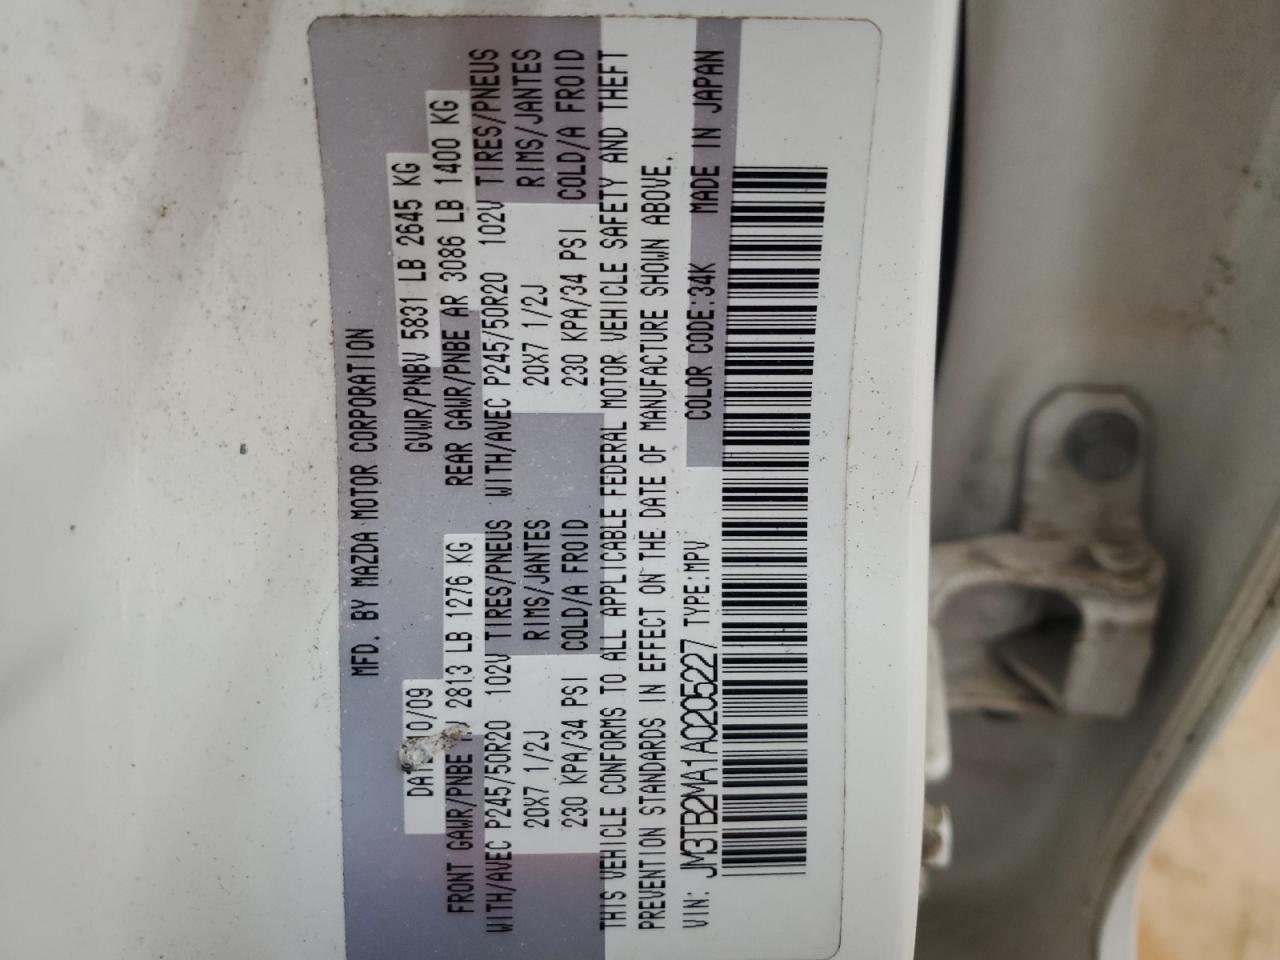 MFD. BY MAZDA MOTOR CORPORATION
10/09 GVWR/PNBV 5831 LB 2645 KG
FRONT GAWR/PNBE 2813 LB 1276 KG REAR GAWR/PNBE AR 3086 LB 1400 KG
WITH/AVEC P245/50R20 102V TIRES/PNEUS WITH/AVEC P245/50R20 102V TIRES/PNEUS
20X7 1/2J RIMS/JANTES 20X7 1/2J RIMS/JANTES
230 KPA/34 PSI COLD/A FROID 230 KPA/34 PSI COLD/A FROID
THIS VEHICLE CONFORMS TO ALL APPLICABLE FEDERAL MOTOR VEHICLE SAFETY AND THEFT
PREVENTION STANDARDS IN EFFECT ON THE DATE OF MANUFACTURE SHOWN ABOVE.
VIN: JM3TB2MA1A0205227 TYPE:MPV COLOR CODE:34K MADE IN JAPAN